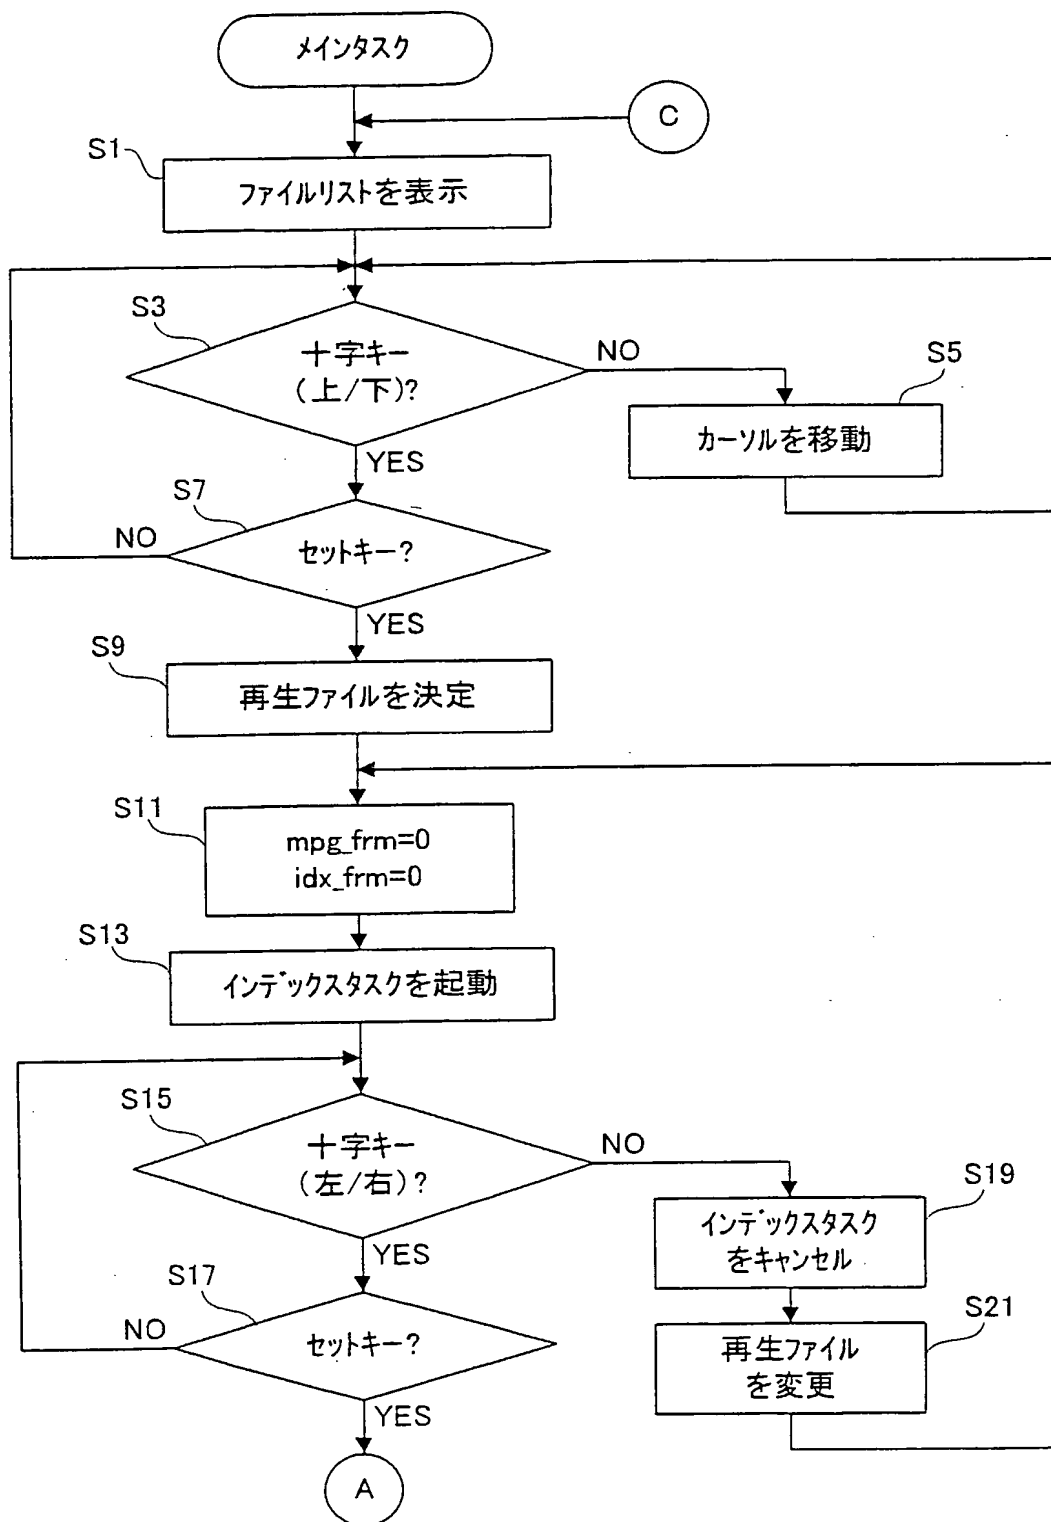 メインタスク
C
S1
ファイルリストを表示
S3
十字キー
(上/下)?
NO
S5
カーソルを移動
YES
S7
NO
セットキー?
YES
S9
再生ファイルを決定
S11
mpg_frm=0
idx_frm=0
S13
インデックスタスクを起動
S15
十字キー
(左/右)?
NO
S19
インデックスタスク
をキャンセル
YES
S17
NO
セットキー?
S21
再生ファイル
を変更
YES
A